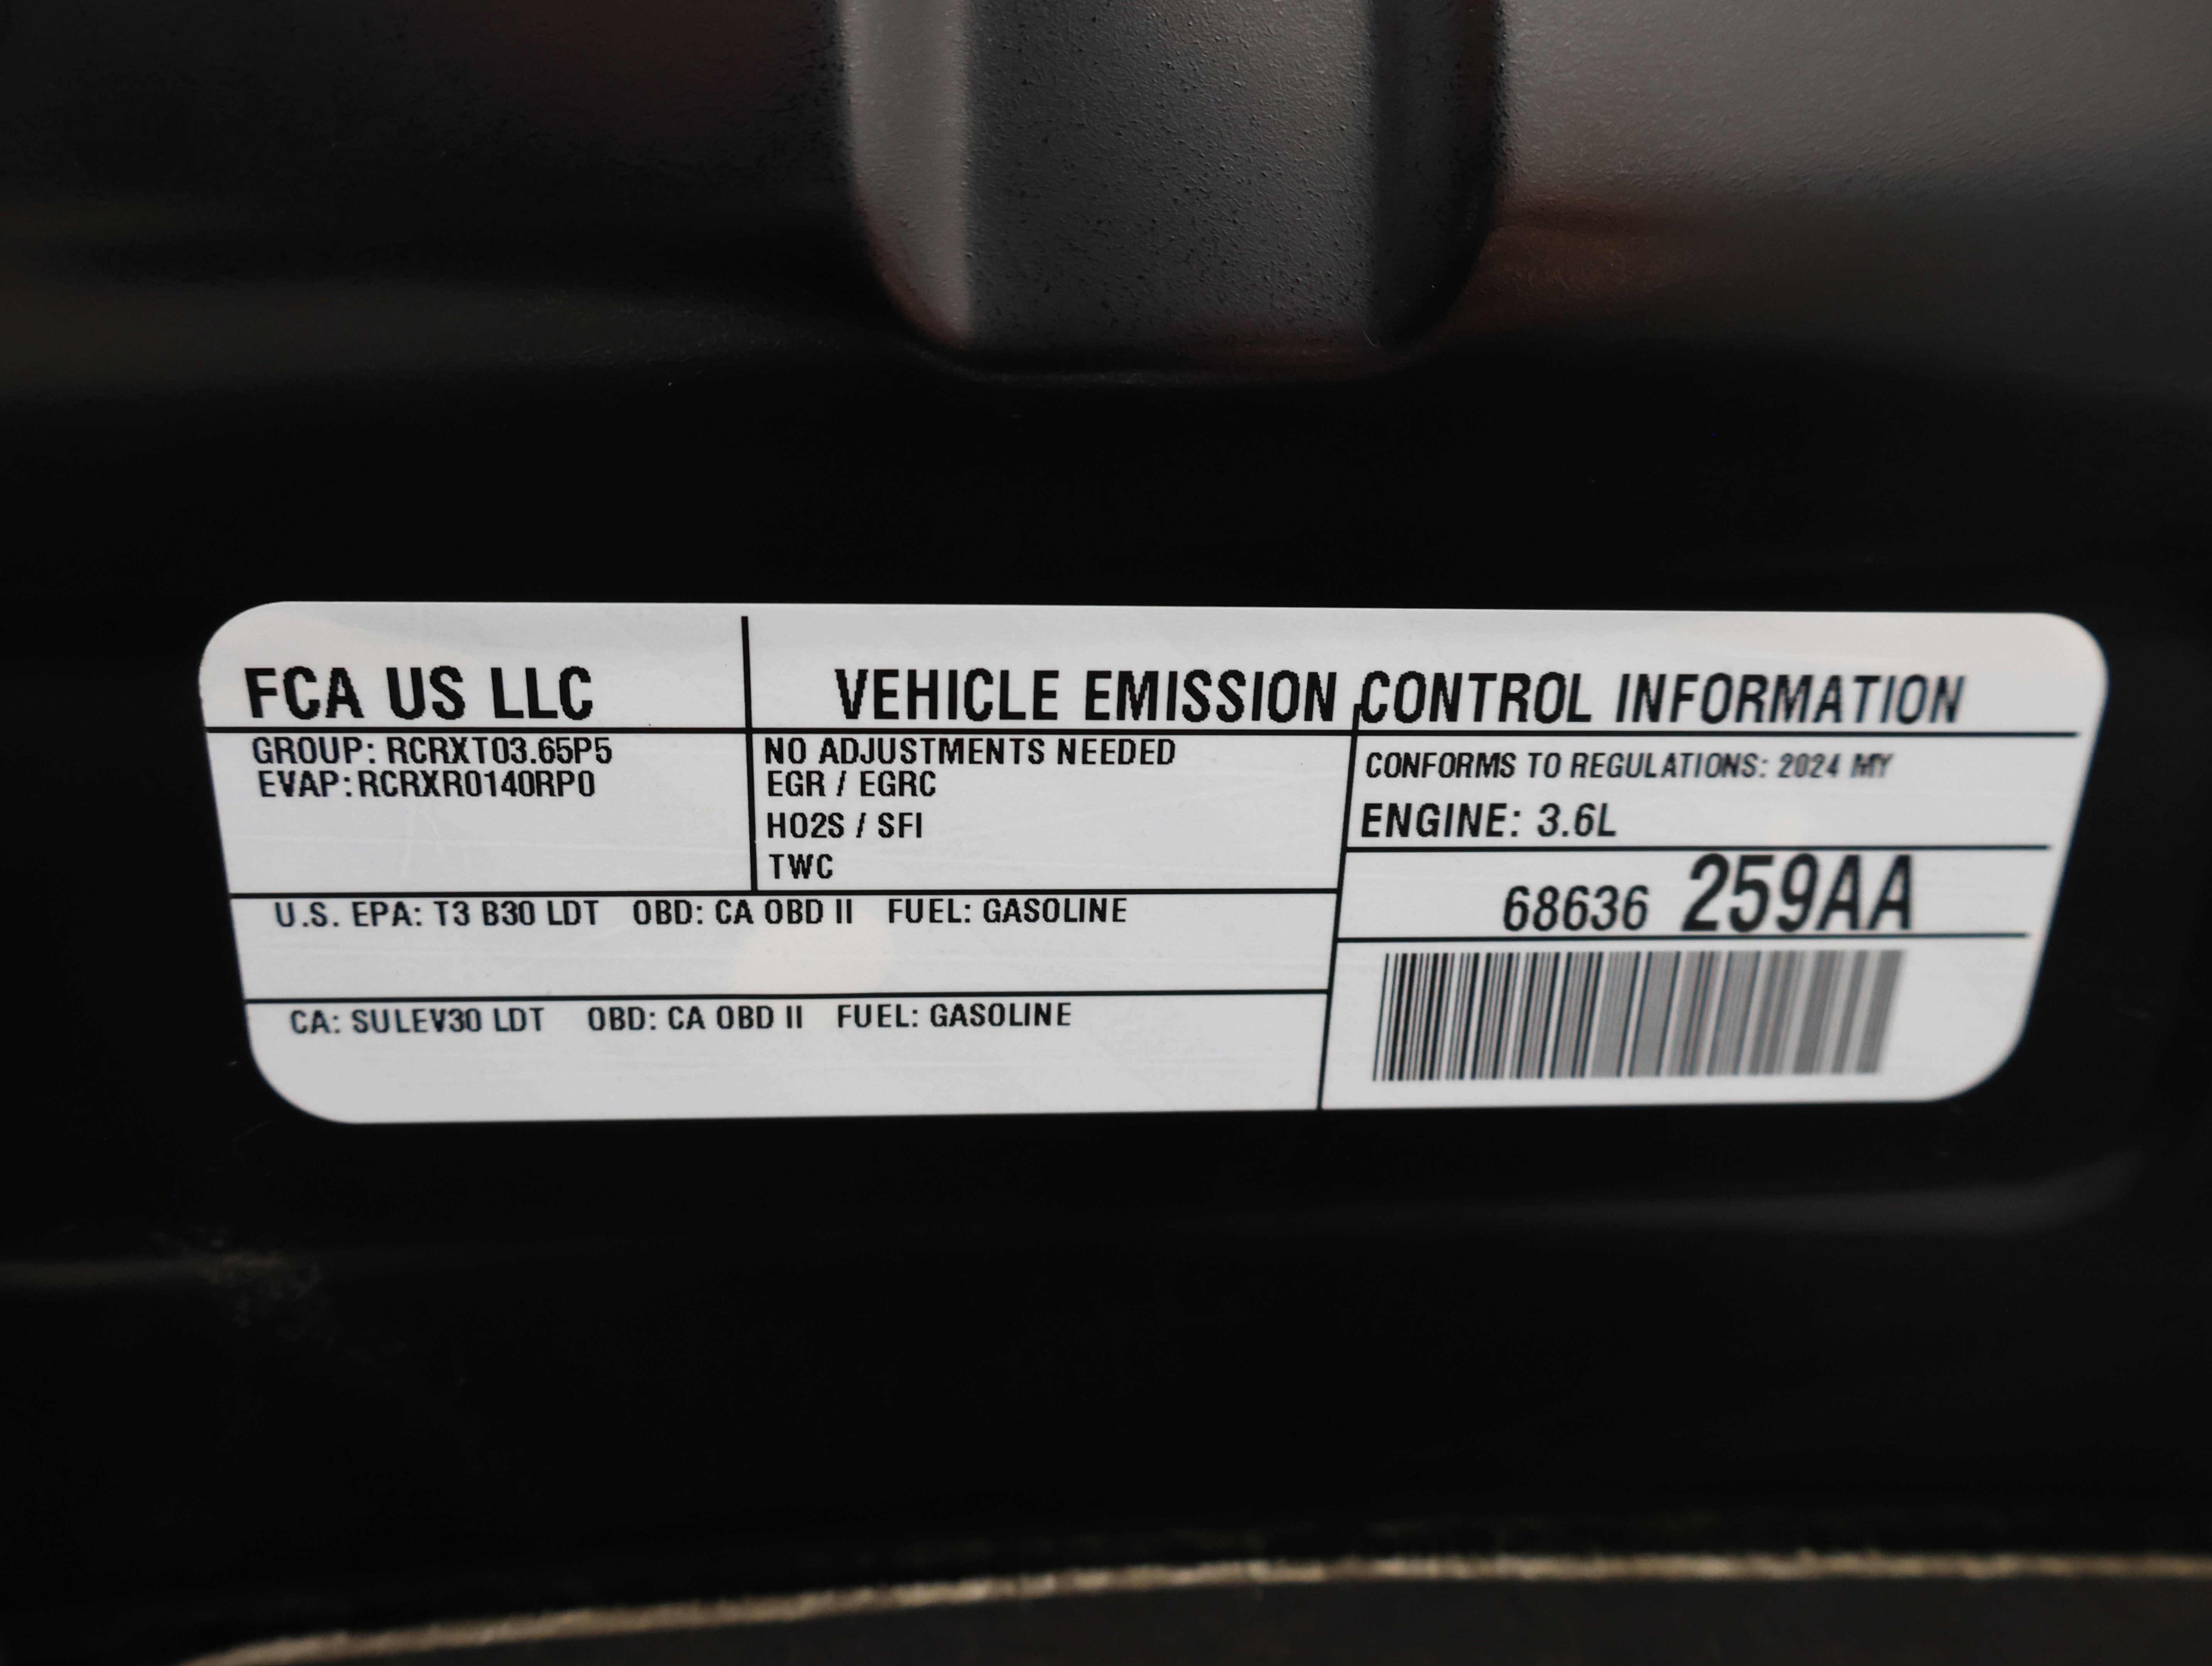 FCA US LLC
VEHICLE EMISSION CONTROL INFORMATION
GROUP: RCRXT03.65P5
EVAP: RCRXR0140RP0
NO ADJUSTMENTS NEEDED
EGR / EGRC
HO2S / SFI
TWC
CONFORMS TO REGULATIONS: 2024 MY
ENGINE: 3.6L
68636 259AA
U.S. EPA: T3 B30 LDT OBD: CA OBD II FUEL: GASOLINE
CA: SULEV30 LDT OBD: CA OBD II FUEL: GASOLINE